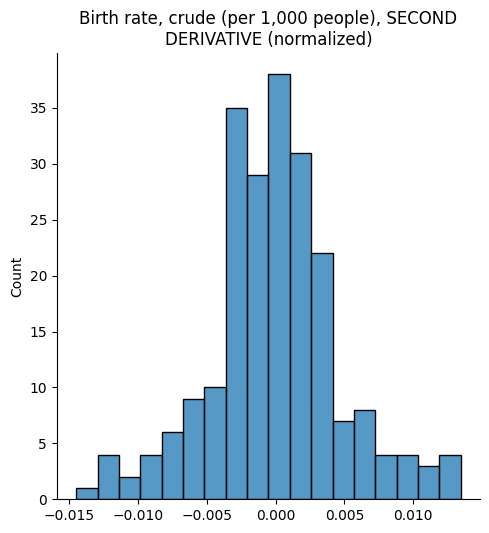 Birth rate, crude (per 1,000 people), SECOND
DERIVATIVE (normalized)
Count
35
30
25
20
15
10
5
0
−0.015 −0.010 −0.005 0.000 0.005 0.010